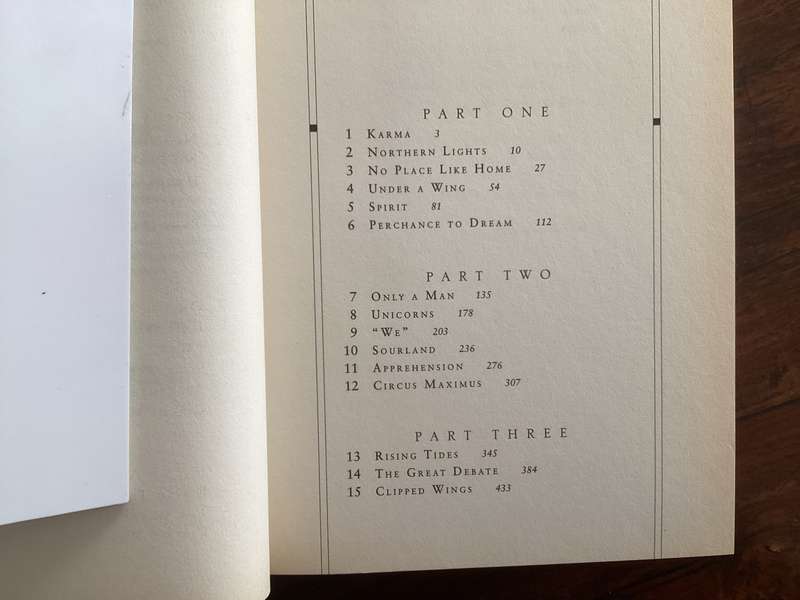 PART ONE
1 KARMA 3
2 NORTHERN LIGHTS 10
3 NO PLACE LIKE HOME 27
4 UNDER A WING 54
5 SPIRIT 81
6 PERCHANCE TO DREAM 112
PART TWO
7 ONLY A MAN 135
8 UNICORNS 178
9 “WE” 203
10 SOURLAND 236
11 APPREHENSION 276
12 CIRCUS MAXIMUS 307
PART THREE
13 RISING TIDES 345
14 THE GREAT DEBATE 384
15 CLIPPED WINGS 433